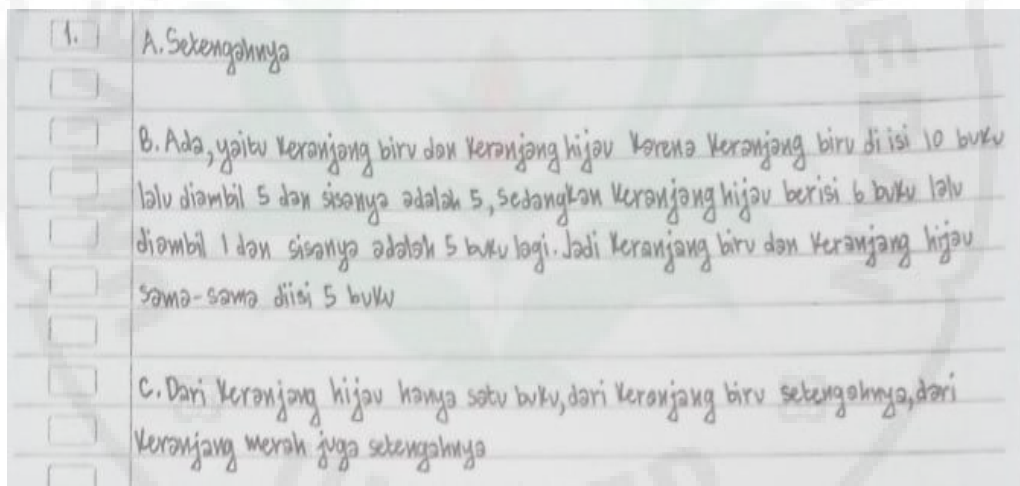 1. A. Setengahnya
B. Ada, yaitu keranjang biru dan keranjang hijau karena keranjang biru di isi 10 buku
lalu diambil 5 dan sisanya adalah 5, sedangkan keranjang hijau berisi 6 buku lalu
diambil 1 dan sisanya adalah 5 buku lagi. Jadi keranjang biru dan keranjang hijau
sama-sama diisi 5 buku
C. Dari keranjang hijau hanya satu buku, dari keranjang biru setengahnya, dari
keranjang merah juga setengahnya